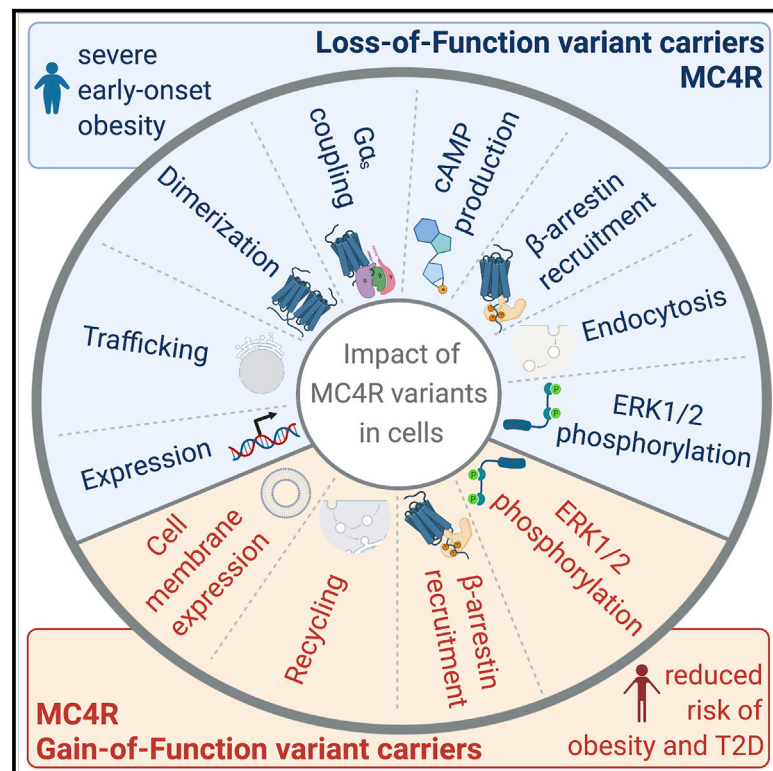 Loss-of-Function variant carriers
MC4R
severe
early-onset
obesity
Expression
Trafficking
Dimerization
Gαₛ
coupling
cAMP
production
β-arrestin
recruitment
Endocytosis
ERK1/2
phosphorylation
P
P
Impact of
MC4R variants
in cells
Cell
membrane
expression
Recycling
β-arrestin
recruitment
ERK1/2
phosphorylation
P
P
MC4R
Gain-of-Function variant carriers
reduced
risk of
obesity and T2D